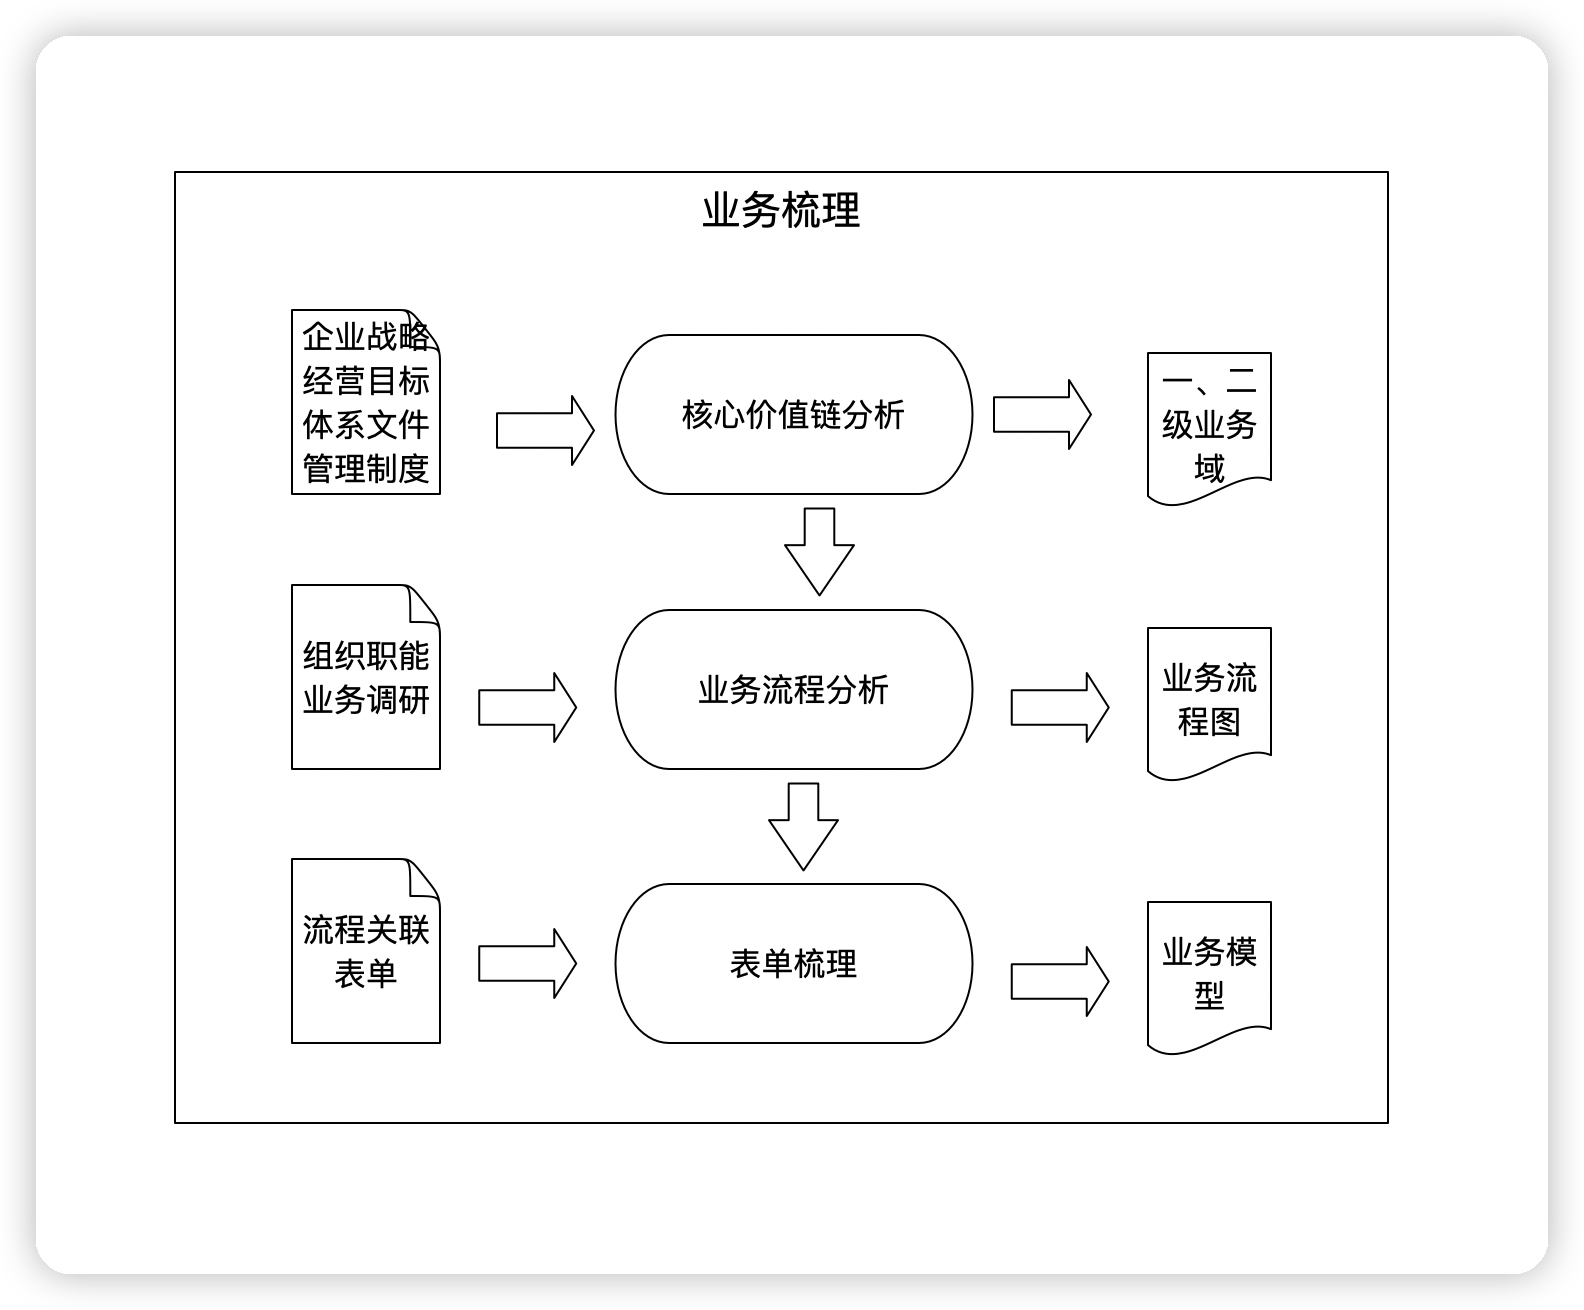 业务梳理
企业战略
经营目标
体系文件
管理制度
核心价值链分析
一、二
级业务
域
组织职能
业务调研
业务流程分析
业务流
程图
流程关联
表单
表单梳理
业务模
型